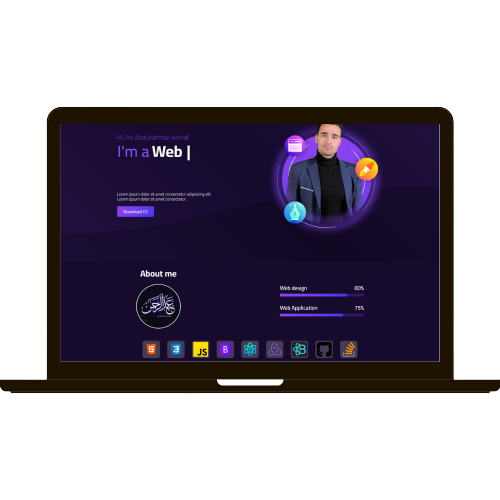 Hi, I'm Abdulrahman Ashraf
I'm a Web |
Lorem ipsum dolor sit amet consectetur adipisicing elit.
Lorem ipsum dolor sit amet consectetur.
Download CV
About me
عبدالرحمن
Web design 80%
Web Application 75%
JS
B